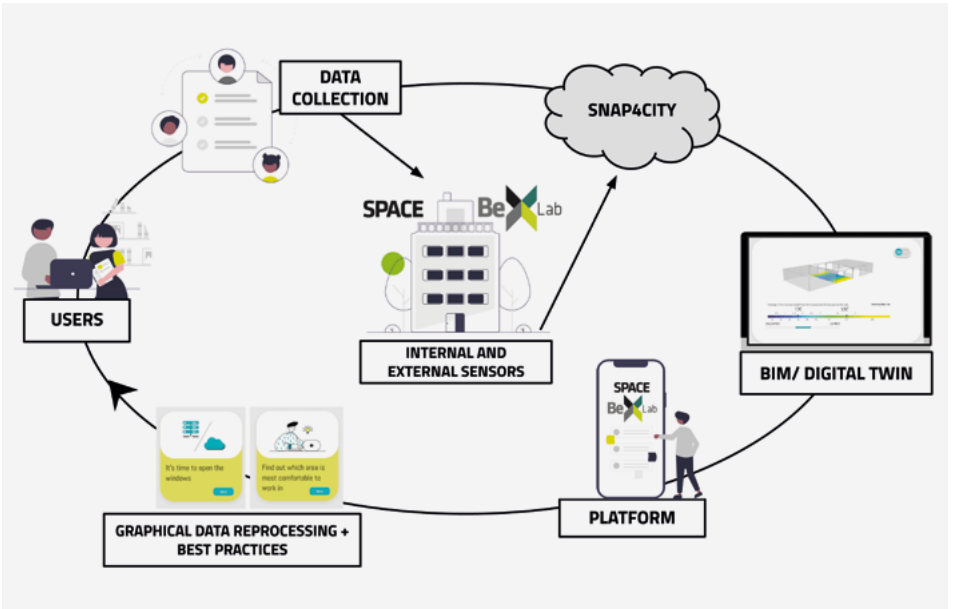 DATA
COLLECTION
SNAP4CITY
SPACE
Be Lab
USERS
INTERNAL AND
EXTERNAL SENSORS
BIM/ DIGITAL TWIN
SPACE
Be Lab
PLATFORM
It's time to open the
windows
Find out which area is
most comfortable to
work in
GRAPHICAL DATA REPROCESSING +
BEST PRACTICES